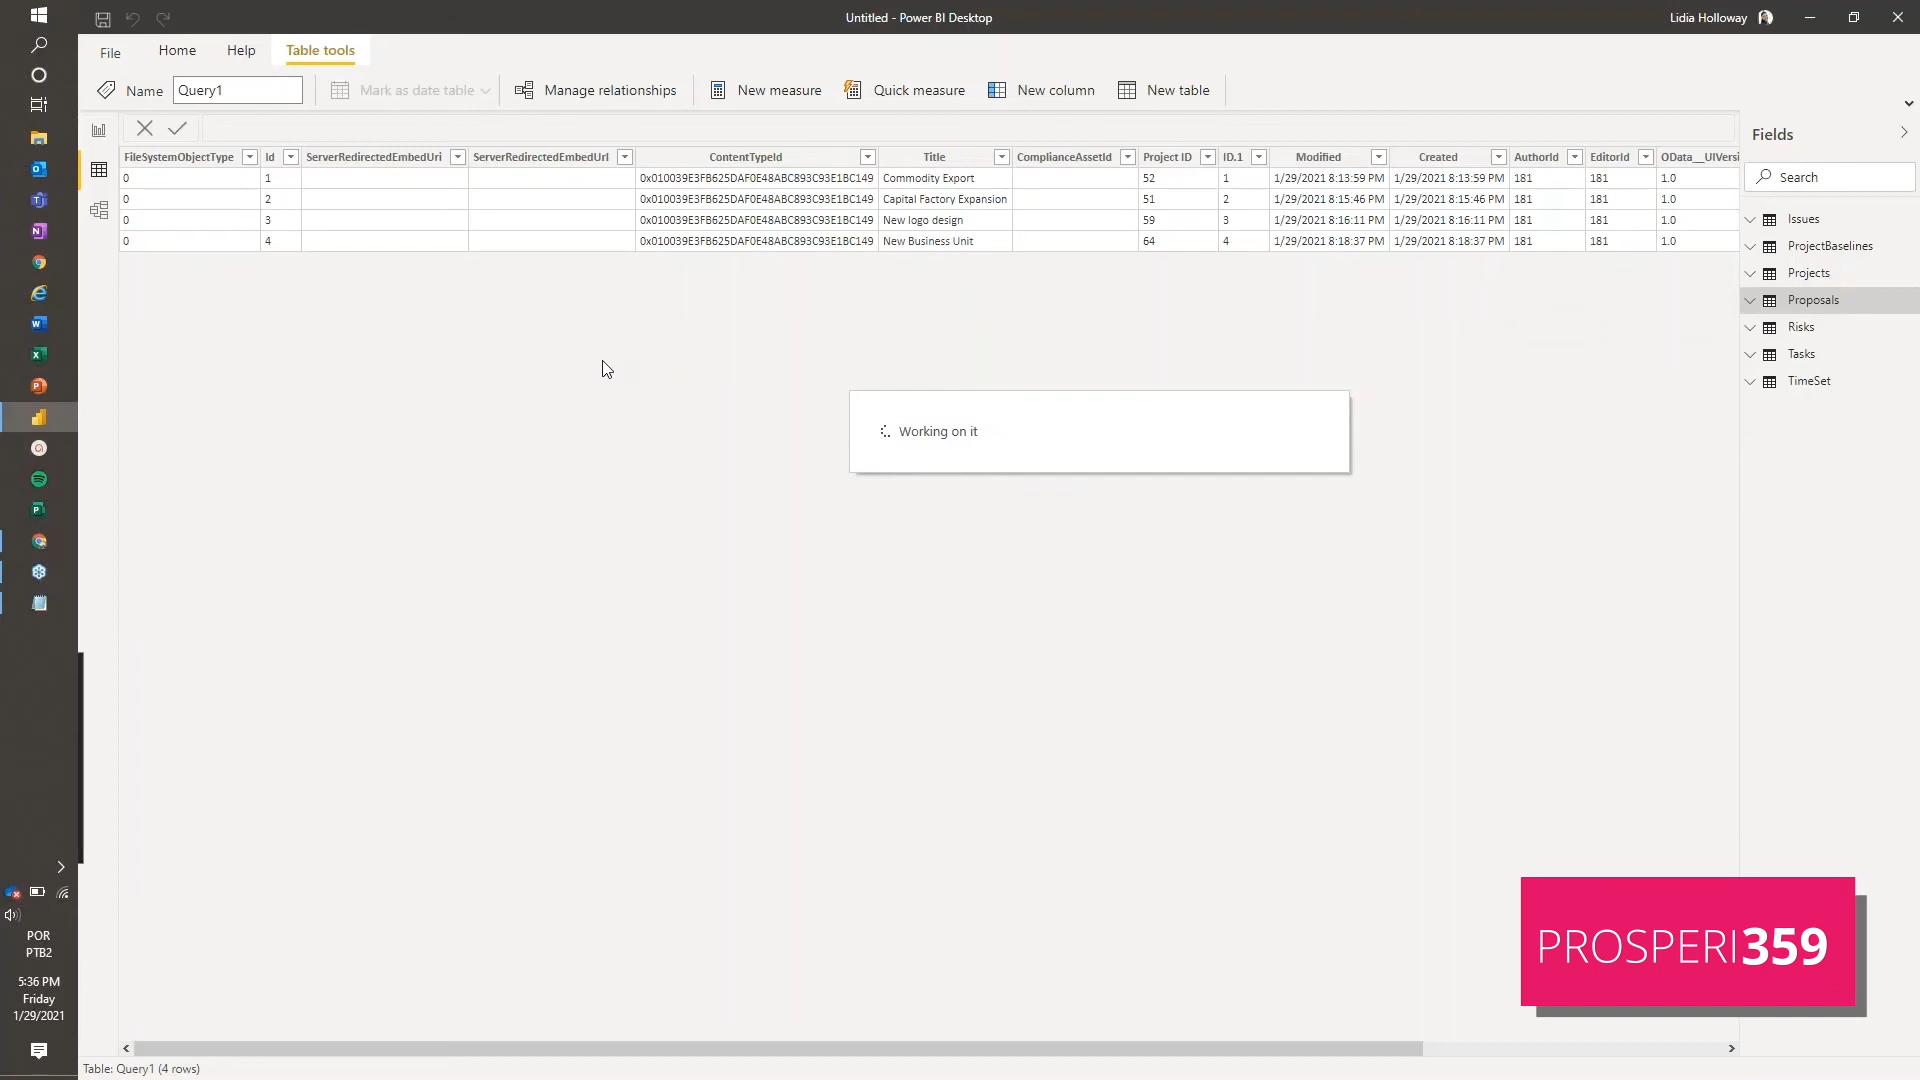 Untitled - Power BI Desktop
Lidia Holloway
File
Home
Help
Table tools
Name
Query1
Mark as date table
Manage relationships
New measure
Quick measure
New column
New table
FileSystemObjectType Id ServerRedirectedEmbedUri ServerRedirectedEmbedUrl ContentTypeId Title ComplianceAssetId Project ID ID.1 Modified Created AuthorId EditorId OData__UIVersi
0 1 0x010039E3FB625DAF0E48ABC893C93E1BC149 Commodity Export 52 1 1/29/2021 8:13:59 PM 1/29/2021 8:13:59 PM 181 181 1.0
0 2 0x010039E3FB625DAF0E48ABC893C93E1BC149 Capital Factory Expansion 51 2 1/29/2021 8:15:46 PM 1/29/2021 8:15:46 PM 181 181 1.0
0 3 0x010039E3FB625DAF0E48ABC893C93E1BC149 New logo design 59 3 1/29/2021 8:16:11 PM 1/29/2021 8:16:11 PM 181 181 1.0
0 4 0x010039E3FB625DAF0E48ABC893C93E1BC149 New Business Unit 64 4 1/29/2021 8:18:37 PM 1/29/2021 8:18:37 PM 181 181 1.0
Working on it
Fields
Search
Issues
ProjectBaselines
Projects
Proposals
Risks
Tasks
TimeSet
PROSPERI359
POR
PTB2
5:36 PM
Friday
1/29/2021
Table: Query1 (4 rows)